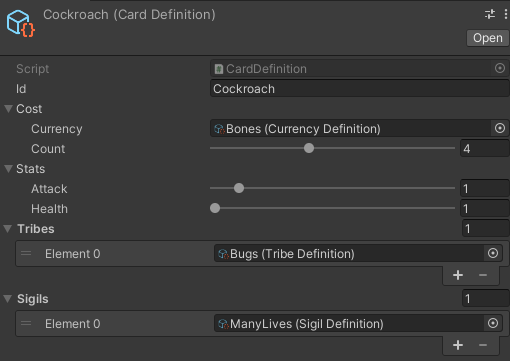 Cockroach (Card Definition)
Open
Script CardDefinition
Id Cockroach
Cost
Currency Bones (Currency Definition)
Count 4
Stats
Attack 1
Health 1
Tribes 1
Element 0 Bugs (Tribe Definition)
+ −
Sigils 1
Element 0 ManyLives (Sigil Definition)
+ −